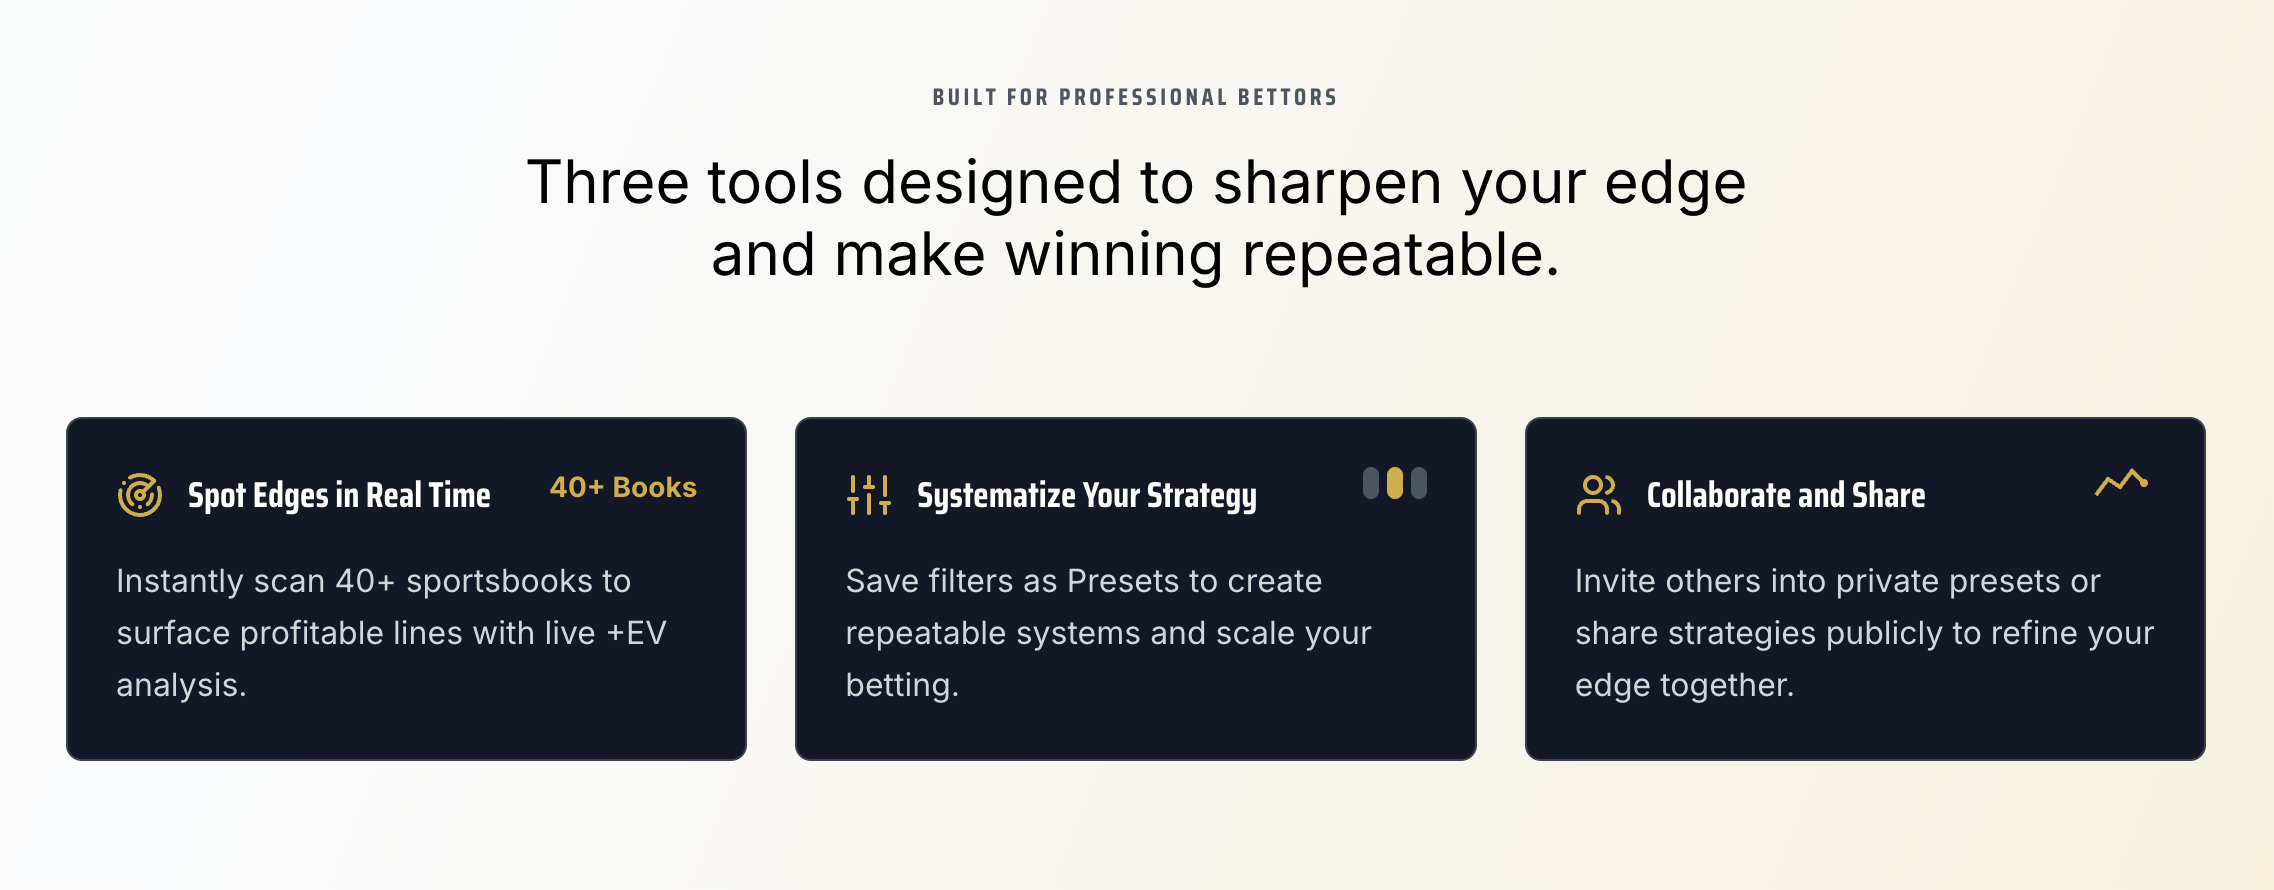 BUILT FOR PROFESSIONAL BETTORS
Three tools designed to sharpen your edge
and make winning repeatable.
Spot Edges in Real Time
40+ Books
Instantly scan 40+ sportsbooks to
surface profitable lines with live +EV
analysis.
Systematize Your Strategy
Save filters as Presets to create
repeatable systems and scale your
betting.
Collaborate and Share
Invite others into private presets or
share strategies publicly to refine your
edge together.